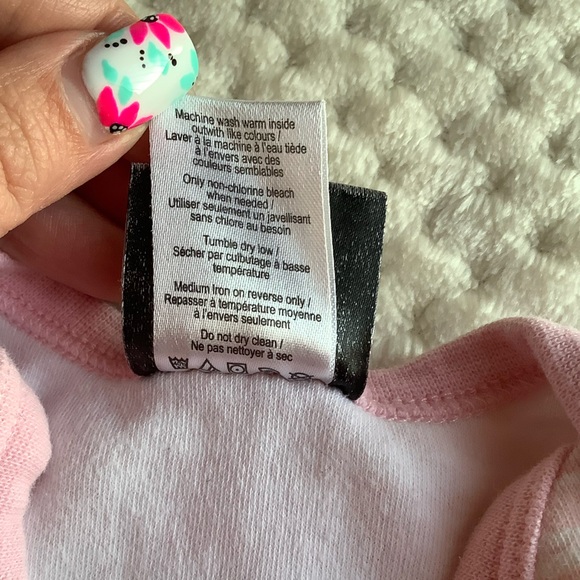 Machine wash warm inside
outwith like colours /
Laver à la machine à l'eau tiède
à l'envers avec des
couleurs semblables
Only non-chlorine bleach
when needed /
Utiliser seulement un javellisant
sans chlore au besoin
Tumble dry low /
Sécher par culbutage à basse
température
Medium Iron on reverse only /
Repasser à température moyenne
à l'envers seulement
Do not dry clean /
Ne pas nettoyer à sec